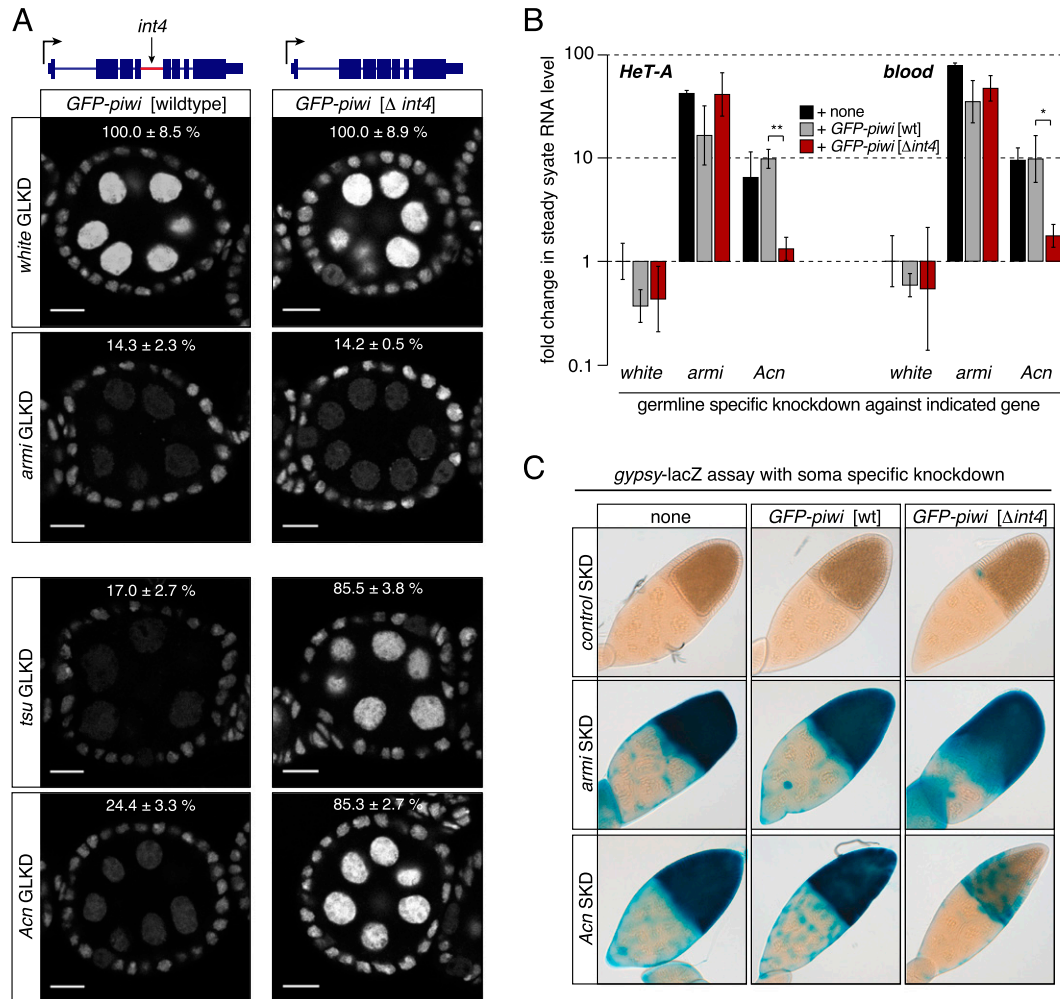 A
int4
GFP-piwi [wildtype]
GFP-piwi [Δ int4]
white GLKD
100.0 ± 8.5 %
100.0 ± 8.9 %
armi GLKD
14.3 ± 2.3 %
14.2 ± 0.5 %
tsu GLKD
17.0 ± 2.7 %
85.5 ± 3.8 %
Acn GLKD
24.4 ± 3.3 %
85.3 ± 2.7 %
B
fold change in steady syate RNA level
100
10
1
0.1
HeT-A
blood
+ none
+ GFP-piwi [wt]
+ GFP-piwi [Δint4]
**
*
white armi Acn white armi Acn
germline specific knockdown against indicated gene
C
gypsy-lacZ assay with soma specific knockdown
none
GFP-piwi [wt]
GFP-piwi [Δint4]
control SKD
armi SKD
Acn SKD